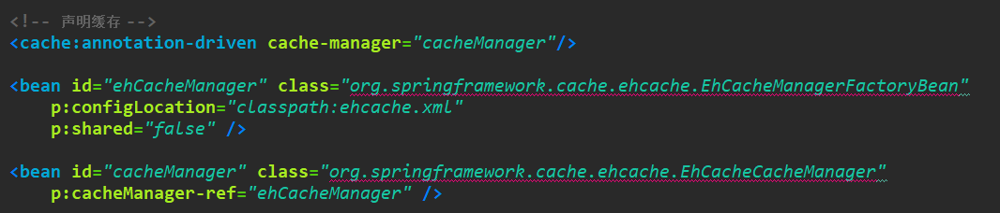 <!-- 声明缓存 -->
<cache:annotation-driven cache-manager="cacheManager"/>
<bean id="ehCacheManager" class="org.springframework.cache.ehcache.EhCacheManagerFactoryBean"
p:configLocation="classpath:ehcache.xml"
p:shared="false" />
<bean id="cacheManager" class="org.springframework.cache.ehcache.EhCacheCacheManager"
p:cacheManager-ref="ehCacheManager" />